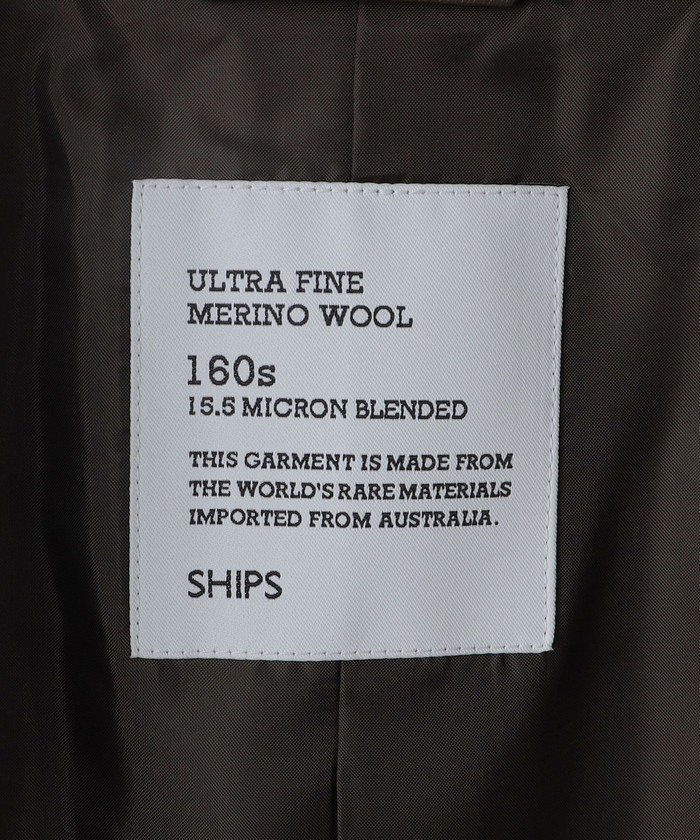 ULTRA FINE
MERINO WOOL
160s
15.5 MICRON BLENDED
THIS GARMENT IS MADE FROM
THE WORLD'S RARE MATERIALS
IMPORTED FROM AUSTRALIA.
SHIPS